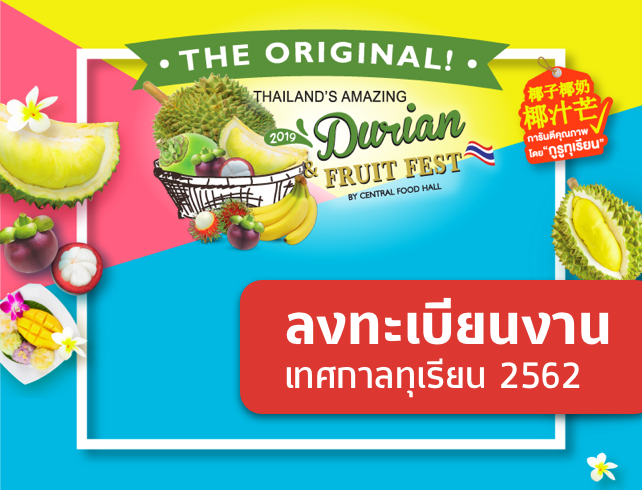 • THE ORIGINAL! •
THAILAND'S AMAZING
2019 Durian
& FRUIT FEST
BY CENTRAL FOOD HALL
椰子椰奶
椰汁芒
การันตีคุณภาพ
โดย “กูรูทุเรียน”
ลงทะเบียนงาน
เทศกาลทุเรียน 2562